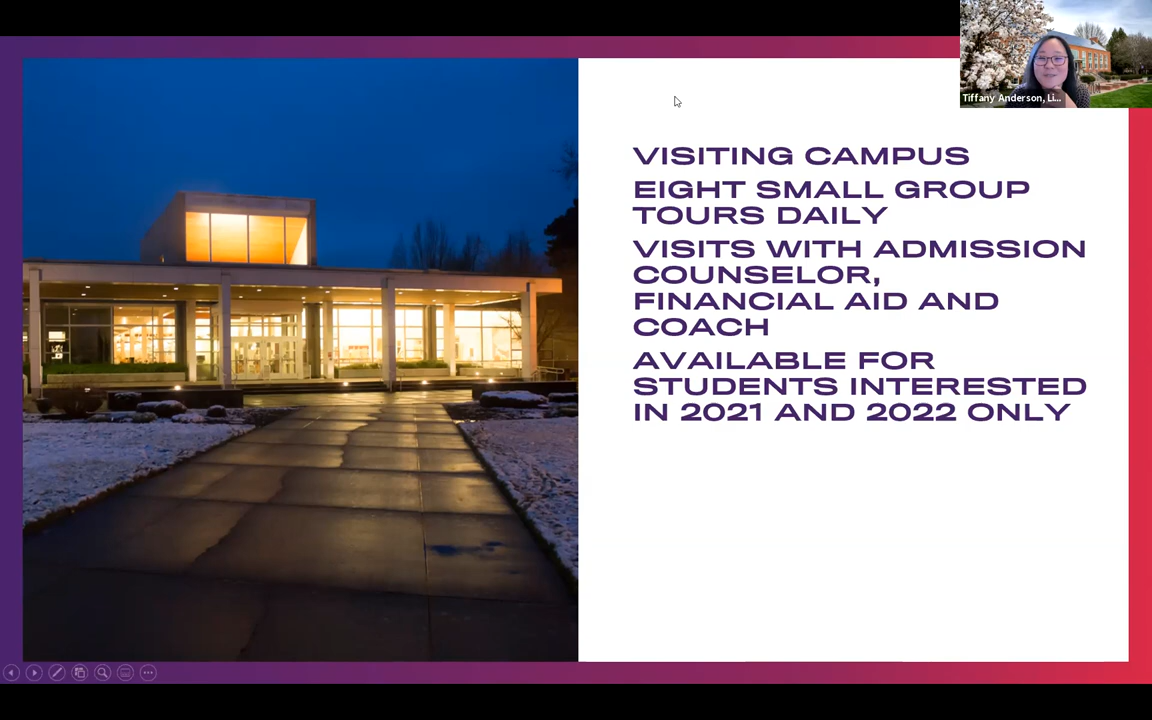 Tiffany Anderson, Li...
VISITING CAMPUS
EIGHT SMALL GROUP
TOURS DAILY
VISITS WITH ADMISSION
COUNSELOR,
FINANCIAL AID AND
COACH
AVAILABLE FOR
STUDENTS INTERESTED
IN 2021 AND 2022 ONLY